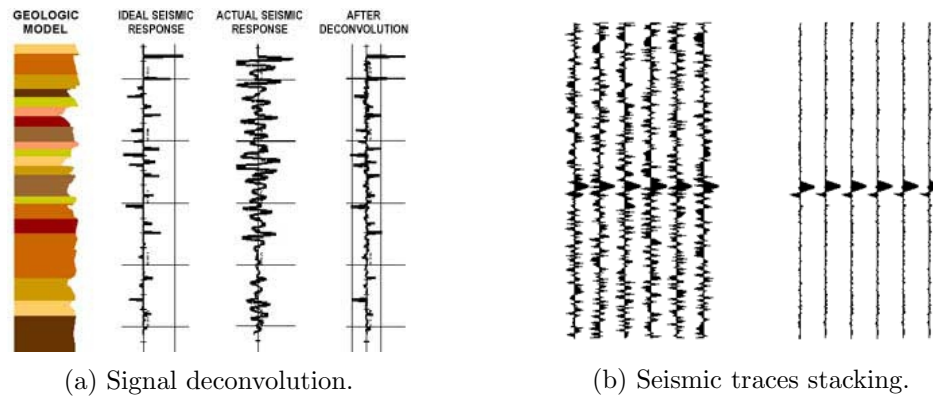 GEOLOGIC
MODEL
IDEAL SEISMIC
RESPONSE
ACTUAL SEISMIC
RESPONSE
AFTER
DECONVOLUTION
(a) Signal deconvolution.
(b) Seismic traces stacking.